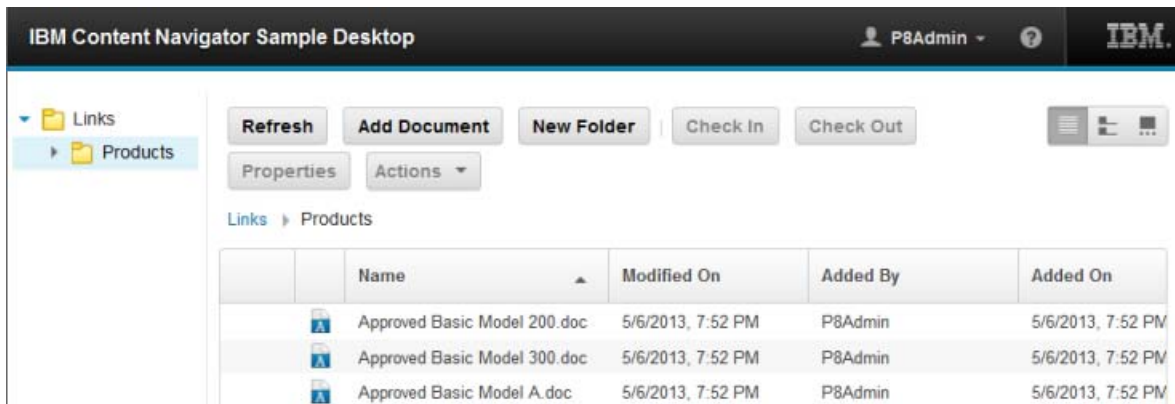 IBM Content Navigator Sample Desktop P8Admin IBM.
Links
Products
Refresh Add Document New Folder Check In Check Out
Properties Actions
Links Products
Name Modified On Added By Added On
Approved Basic Model 200.doc 5/6/2013, 7:52 PM P8Admin 5/6/2013, 7:52 PM
Approved Basic Model 300.doc 5/6/2013, 7:52 PM P8Admin 5/6/2013, 7:52 PM
Approved Basic Model A.doc 5/6/2013, 7:52 PM P8Admin 5/6/2013, 7:52 PM